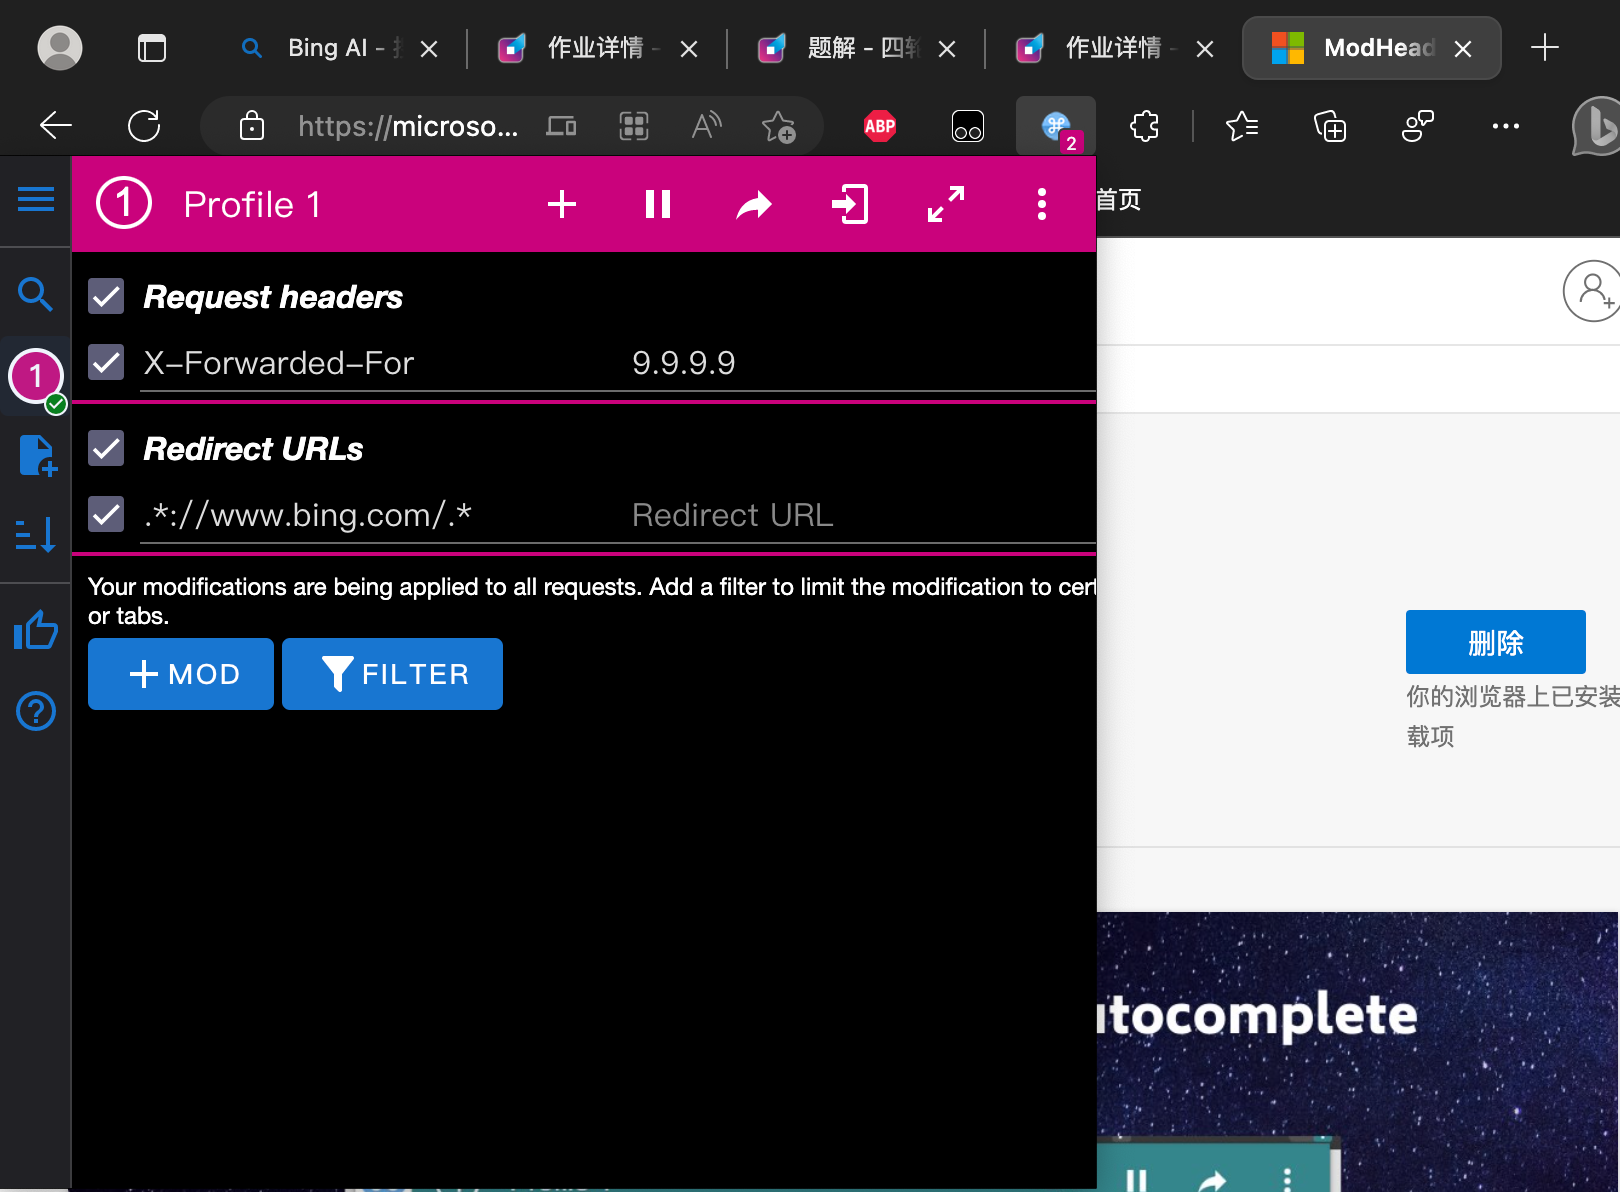 Bing AI -
作业详情 -
题解 - 四轮
作业详情 -
ModHead
https://microso...
ABP
2
1
Profile 1
首页
Request headers
X-Forwarded-For 9.9.9.9
1
Redirect URLs
.*://www.bing.com/.* Redirect URL
Your modifications are being applied to all requests. Add a filter to limit the modification to cert
or tabs.
MOD
FILTER
删除
你的浏览器上已安装
载项
utocomplete